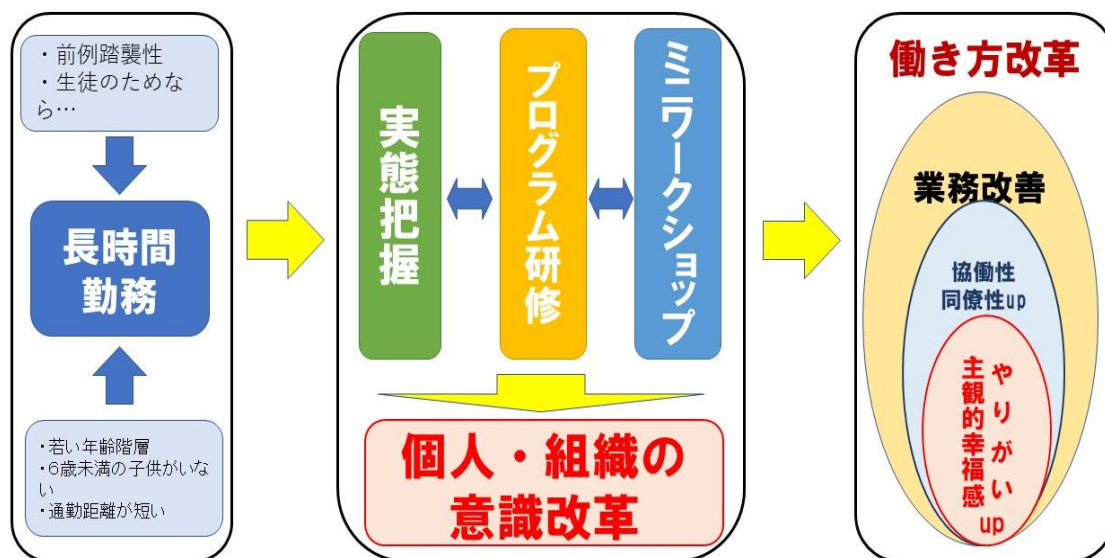 ・前例踏襲性
・生徒のためな
ら…
長時間
勤務
・若い年齢階層
・6歳未満の子供がいな
い
・通勤距離が短い
実態把握
プログラム研修
ミニワークショップ
個人・組織の
意識改革
働き方改革
業務改善
協働性
同僚性up
やりがい
主観的幸福感
up